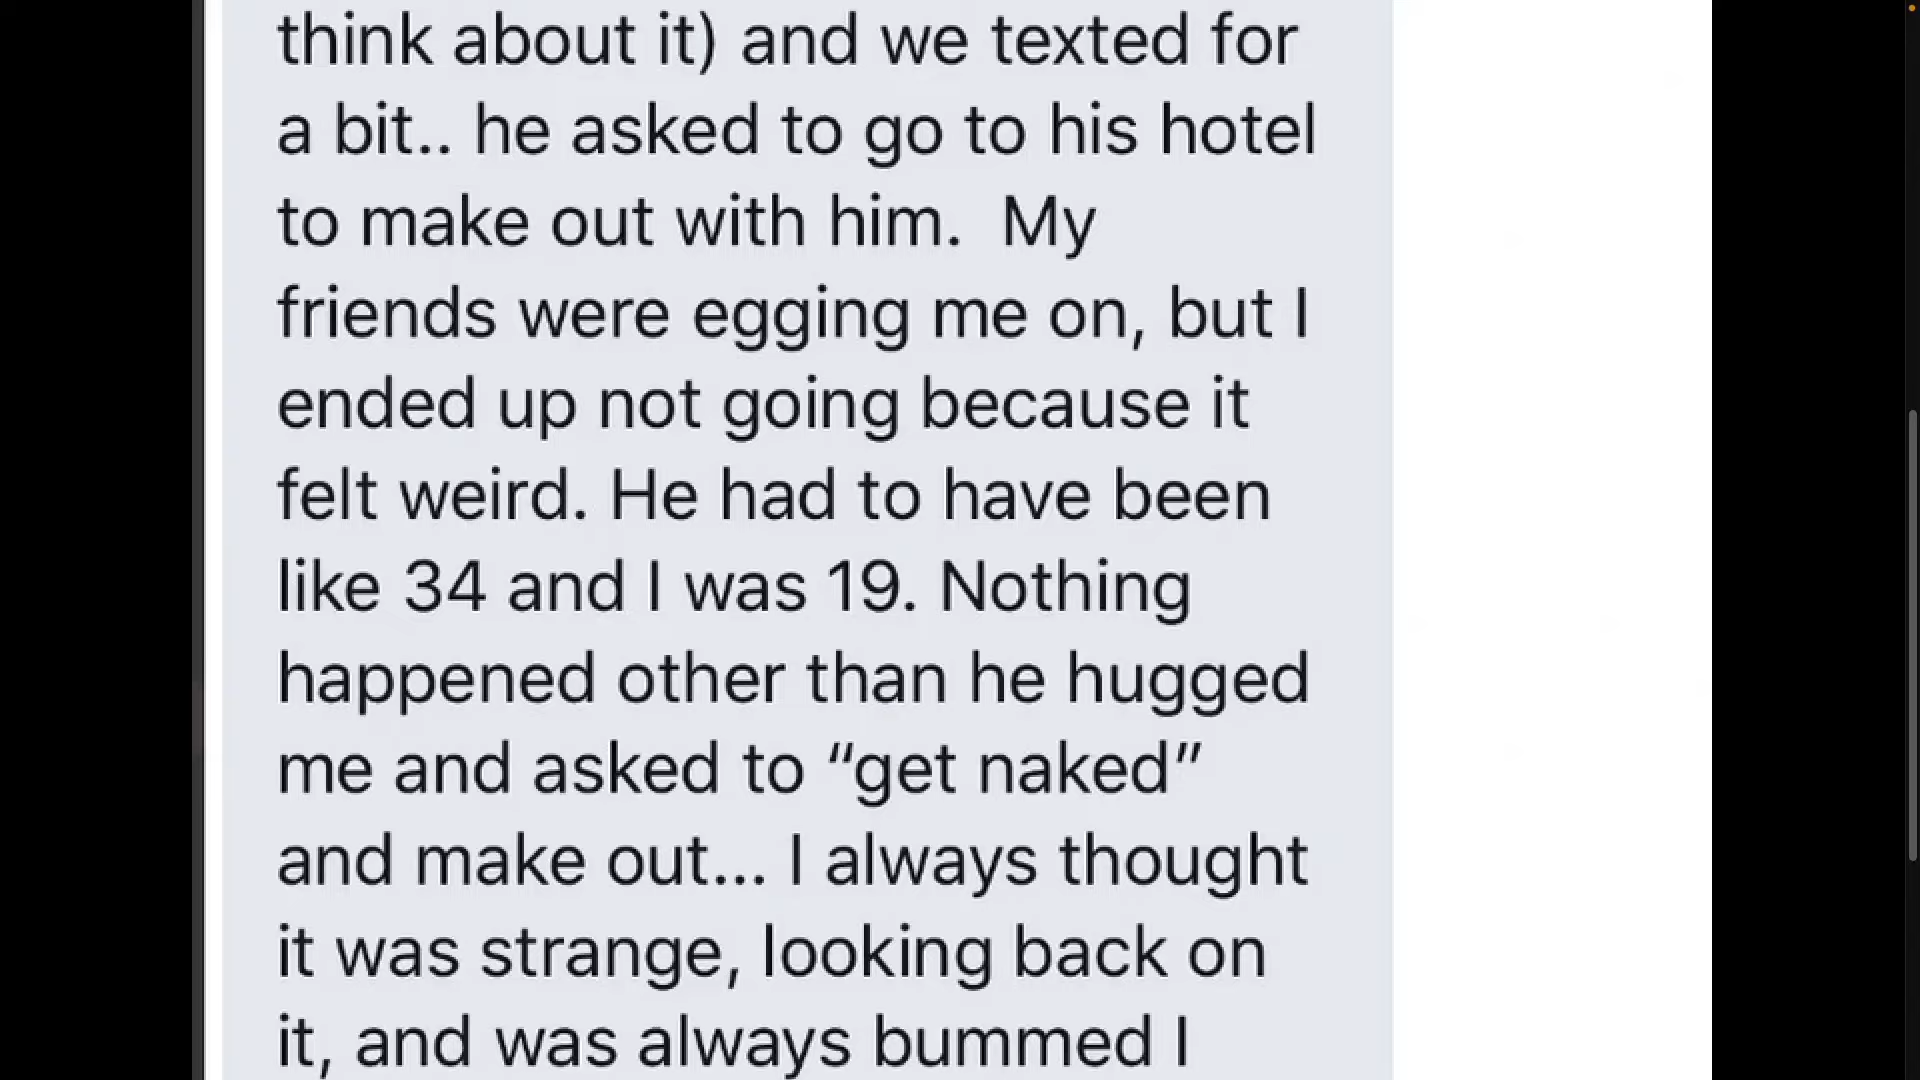 think about it) and we texted for
a bit.. he asked to go to his hotel
to make out with him.  My
friends were egging me on, but I
ended up not going because it
felt weird. He had to have been
like 34 and I was 19. Nothing
happened other than he hugged
me and asked to “get naked”
and make out... I always thought
it was strange, looking back on
it, and was always bummed I